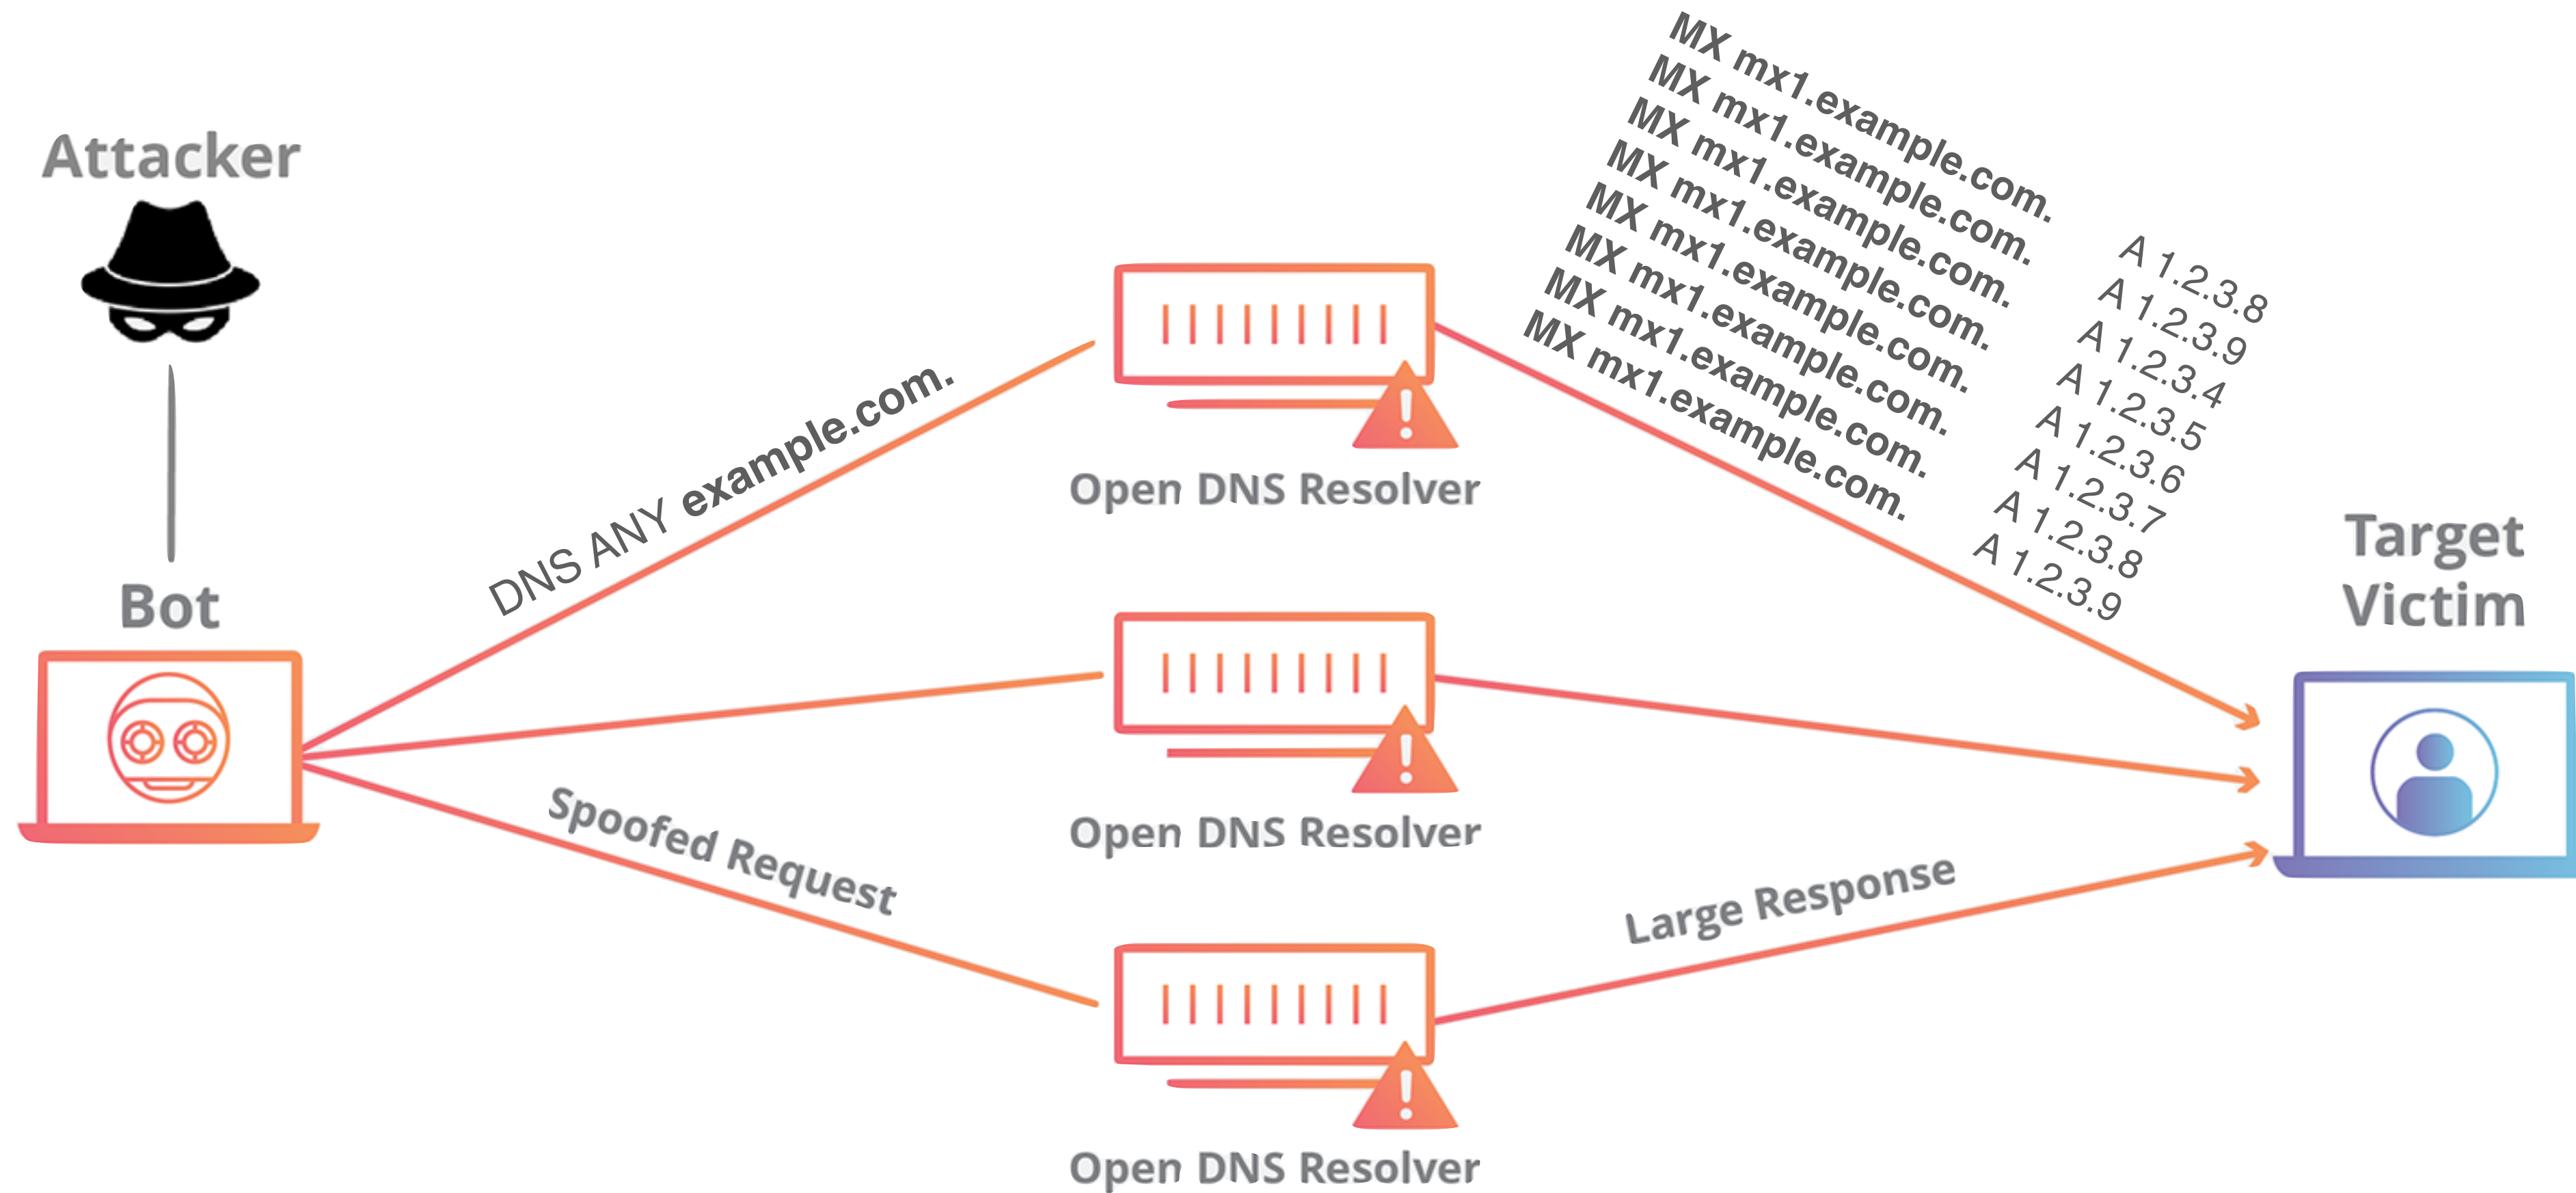 Attacker
Bot
DNS ANY example.com.
Spoofed Request
Open DNS Resolver
Open DNS Resolver
Open DNS Resolver
MX mx1.example.com. A 1.2.3.8
MX mx1.example.com. A 1.2.3.9
MX mx1.example.com. A 1.2.3.4
MX mx1.example.com. A 1.2.3.5
MX mx1.example.com. A 1.2.3.6
MX mx1.example.com. A 1.2.3.7
MX mx1.example.com. A 1.2.3.8
MX mx1.example.com. A 1.2.3.9
Large Response
Target
Victim